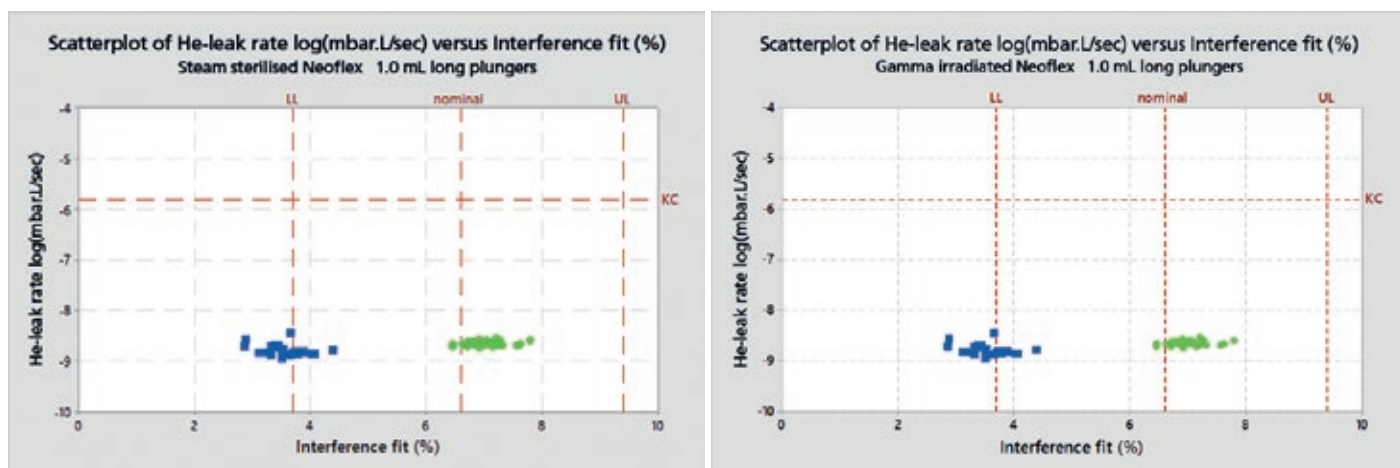 Scatterplot of He-leak rate log(mbar.L/sec) versus Interference fit (%)
Steam sterilised Neoflex 1.0 mL long plungers
LL
nominal
UL
-4
-5
-6
-7
-8
-9
-10
KC
He-leak rate log(mbar.L/sec)
0
2
4
6
8
10
Interference fit (%)
Scatterplot of He-leak rate log(mbar.L/sec) versus Interference fit (%)
Gamma irradiated Neoflex 1.0 mL long plungers
LL
nominal
UL
-4
-5
-6
-7
-8
-9
-10
KC
He-leak rate log(mbar.L/sec)
0
2
4
6
8
10
Interference fit (%)